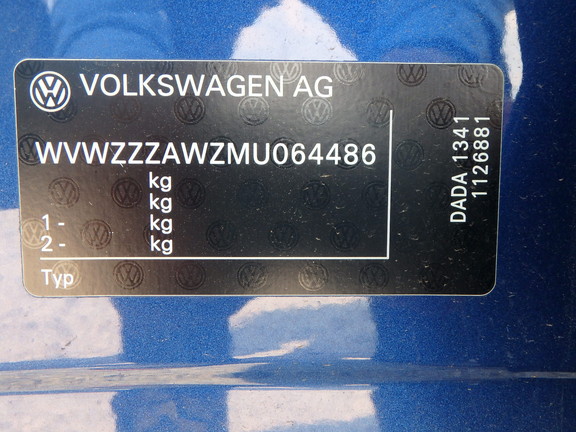 VOLKSWAGEN AG
WVWZZZAWZMU064486
kg
kg
1 - kg
2 - kg
Typ
DADA 1341
1126881